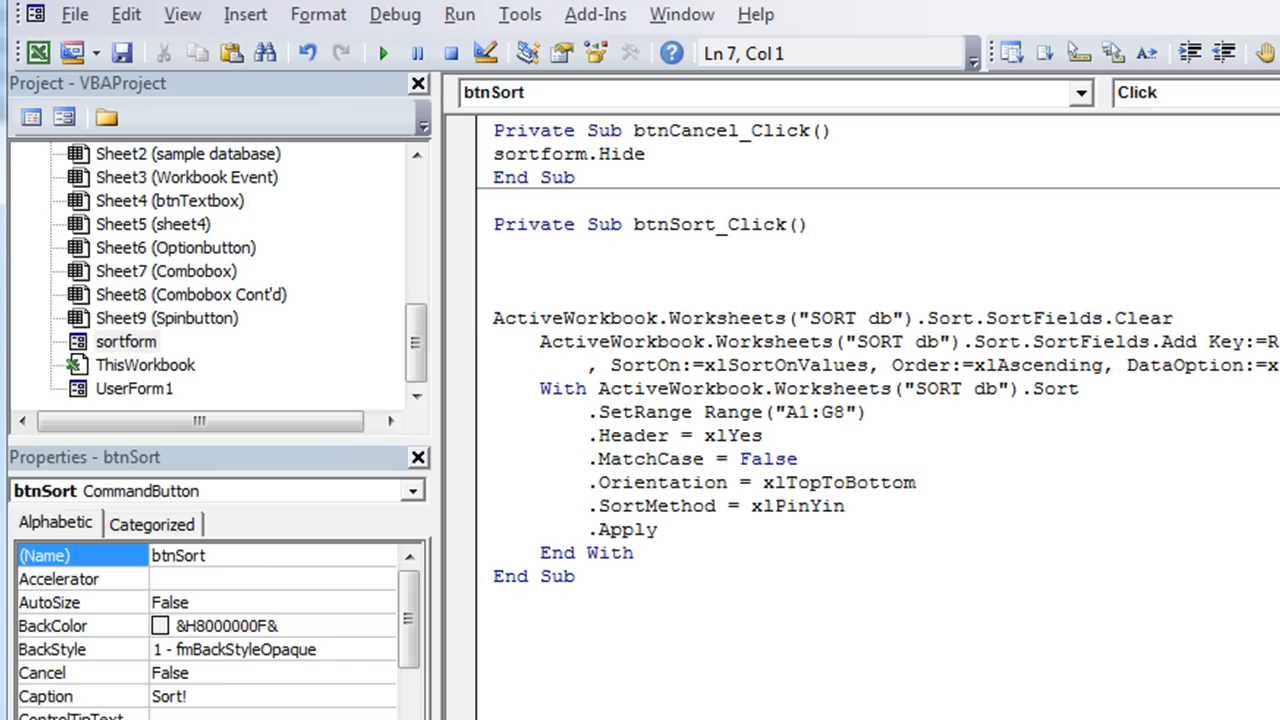 File Edit View Insert Format Debug Run Tools Add-Ins Window Help
Ln 7, Col 1
Project - VBAProject
btnSort
Click
Sheet2 (sample database)
Sheet3 (Workbook Event)
Sheet4 (btnTextbox)
Sheet5 (sheet4)
Sheet6 (Optionbutton)
Sheet7 (Combobox)
Sheet8 (Combobox Cont'd)
Sheet9 (Spinbutton)
sortform
ThisWorkbook
UserForm1
Properties - btnSort
btnSort CommandButton
Alphabetic Categorized
(Name) btnSort
Accelerator
AutoSize False
BackColor &H8000000F&
BackStyle 1 - fmBackStyleOpaque
Cancel False
Caption Sort!
ControlTipText
Private Sub btnCancel_Click()
sortform.Hide
End Sub
Private Sub btnSort_Click()
ActiveWorkbook.Worksheets("SORT db").Sort.SortFields.Clear
ActiveWorkbook.Worksheets("SORT db").Sort.SortFields.Add Key:=R
, SortOn:=xlSortOnValues, Order:=xlAscending, DataOption:=x
With ActiveWorkbook.Worksheets("SORT db").Sort
.SetRange Range("A1:G8")
.Header = xlYes
.MatchCase = False
.Orientation = xlTopToBottom
.SortMethod = xlPinYin
.Apply
End With
End Sub